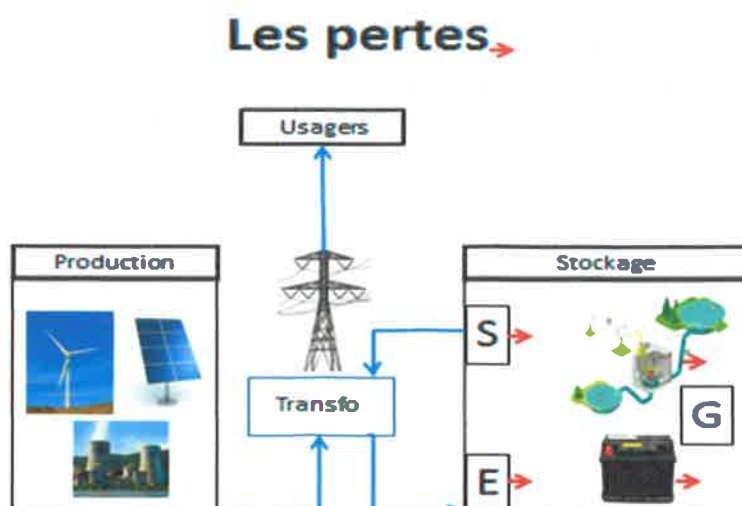 Les pertes
Usagers
Production
Stockage
S
Transfo
G
E